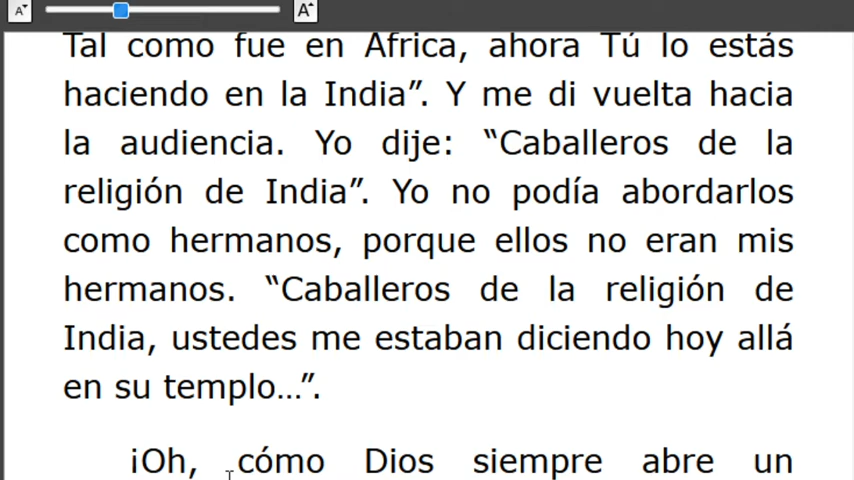 A
A
Tal como fue en África, ahora Tú lo estás
haciendo en la India”. Y me di vuelta hacia
la audiencia. Yo dije: “Caballeros de la
religión de India”. Yo no podía abordarlos
como hermanos, porque ellos no eran mis
hermanos. “Caballeros de la religión de
India, ustedes me estaban diciendo hoy allá
en su templo…”.
¡Oh, cómo Dios siempre abre un